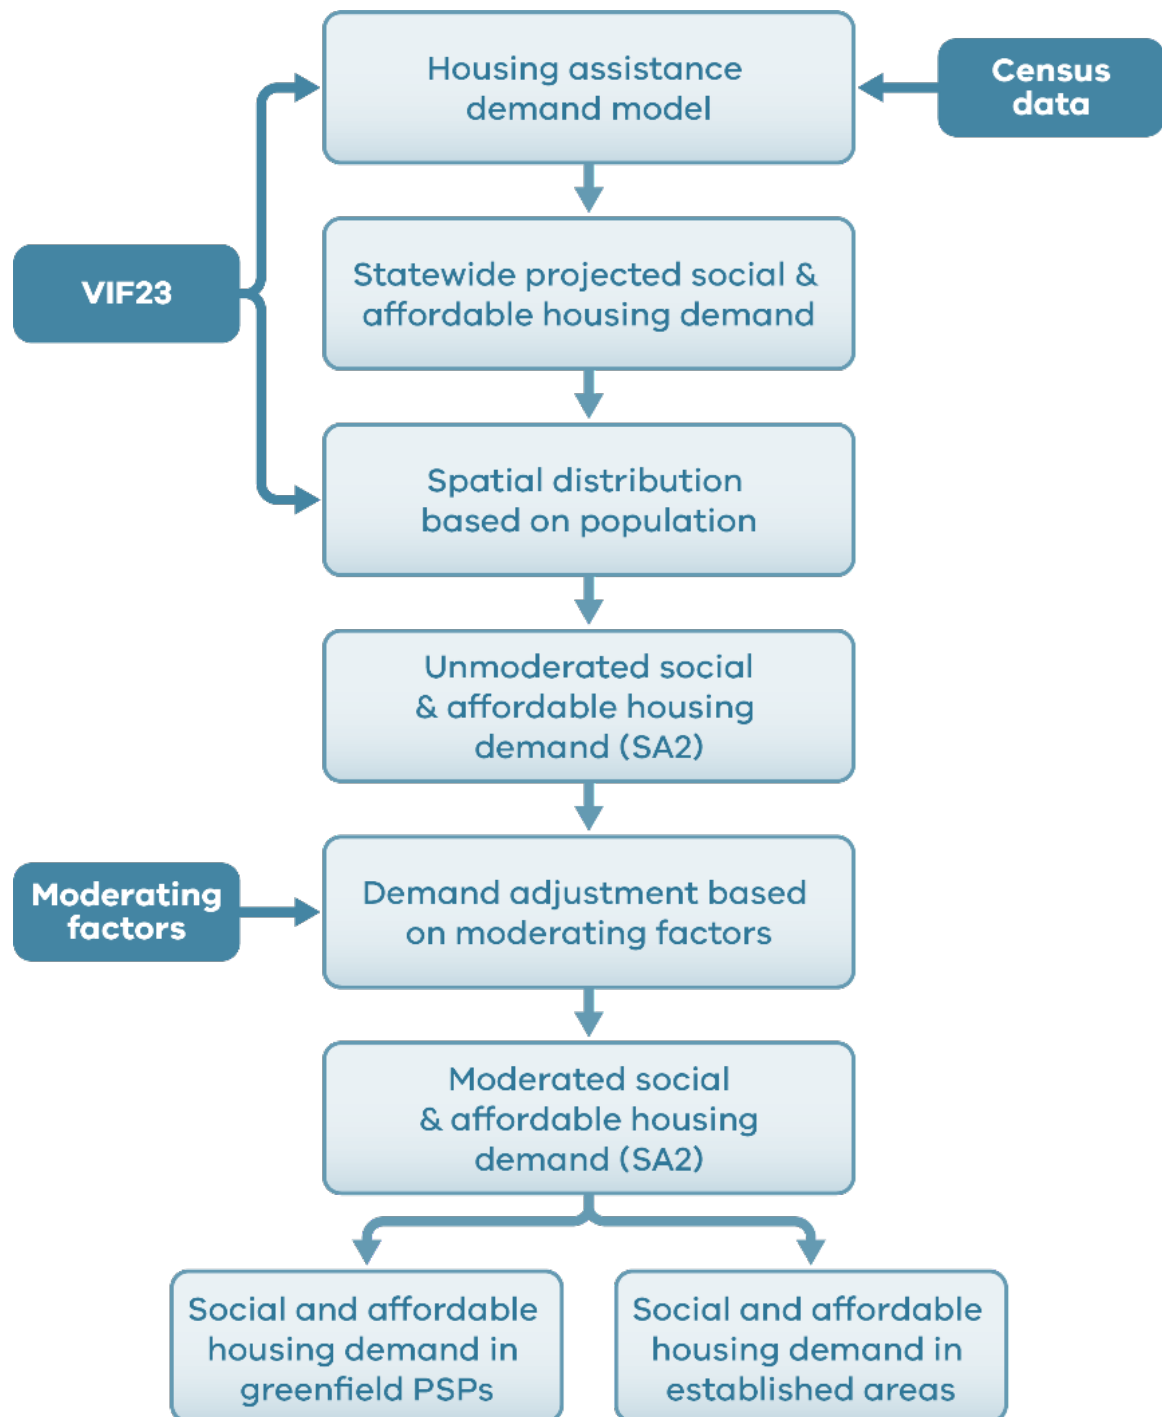 Housing assistance
demand model
Census
data
VIF23
Statewide projected social &
affordable housing demand
Spatial distribution
based on population
Unmoderated social
& affordable housing
demand (SA2)
Moderating
factors
Demand adjustment based
on moderating factors
Moderated social
& affordable housing
demand (SA2)
Social and affordable
housing demand in
greenfield PSPs
Social and affordable
housing demand in
established areas